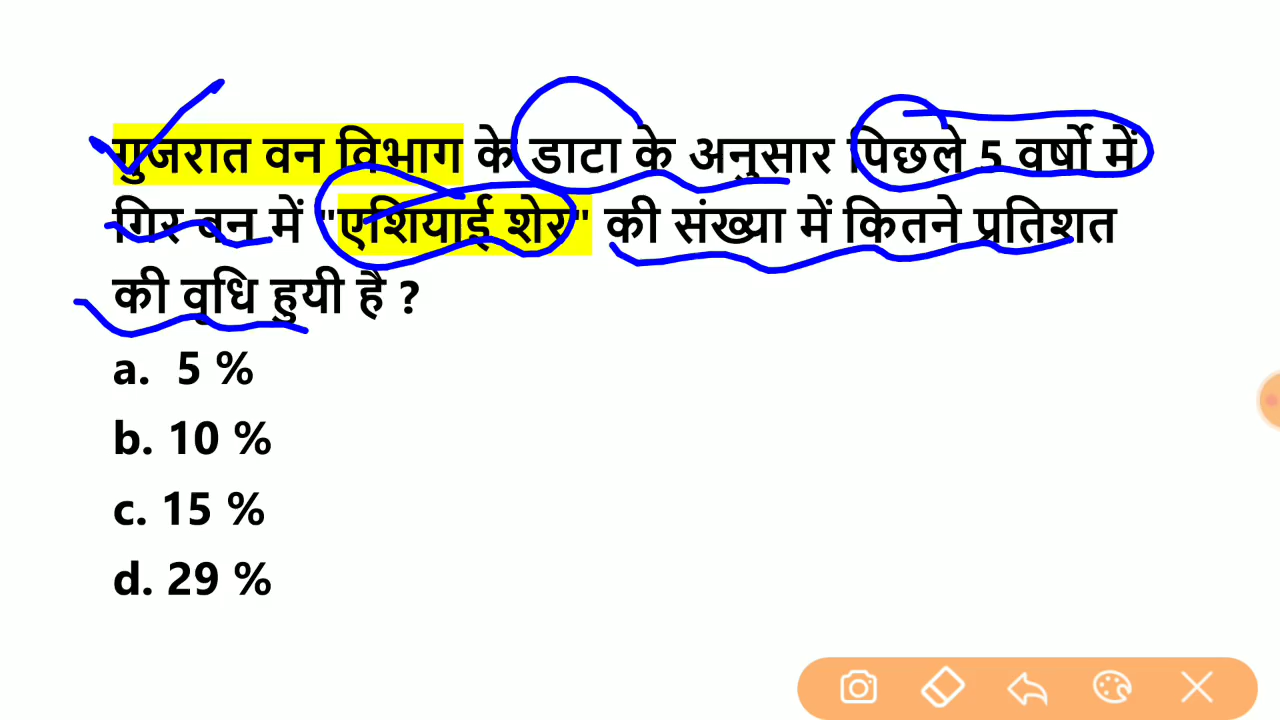 गुजरात वन विभाग के डाटा के अनुसार पिछले 5 वर्षो में
गिर वन में "एशियाई शेर" की संख्या में कितने प्रतिशत
की वृधि हुयी है ?
a. 5 %
b. 10 %
c. 15 %
d. 29 %